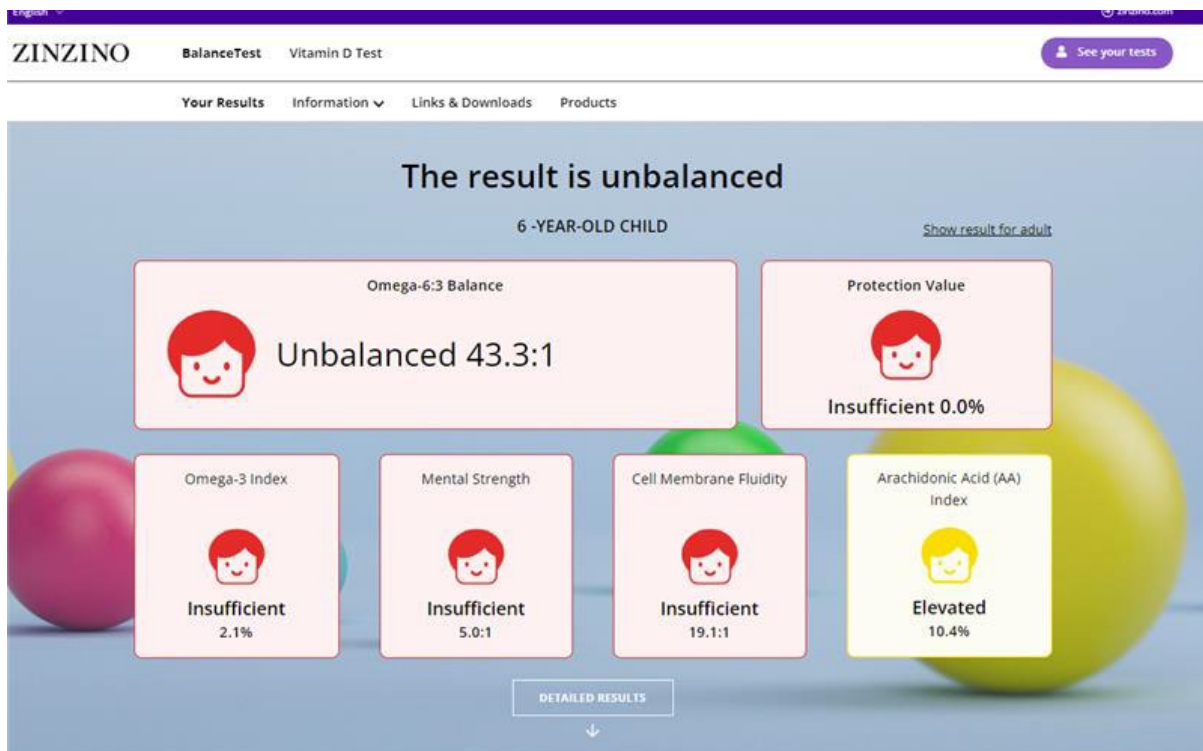 English
zinzino.com
ZINZINO
BalanceTest
Vitamin D Test
See your tests
Your Results
Information
Links & Downloads
Products
The result is unbalanced
6 -YEAR-OLD CHILD
Show result for adult
Omega-6:3 Balance
Unbalanced 43.3:1
Protection Value
Insufficient 0.0%
Omega-3 Index
Insufficient
2.1%
Mental Strength
Insufficient
5.0:1
Cell Membrane Fluidity
Insufficient
19.1:1
Arachidonic Acid (AA)
Index
Elevated
10.4%
DETAILED RESULTS